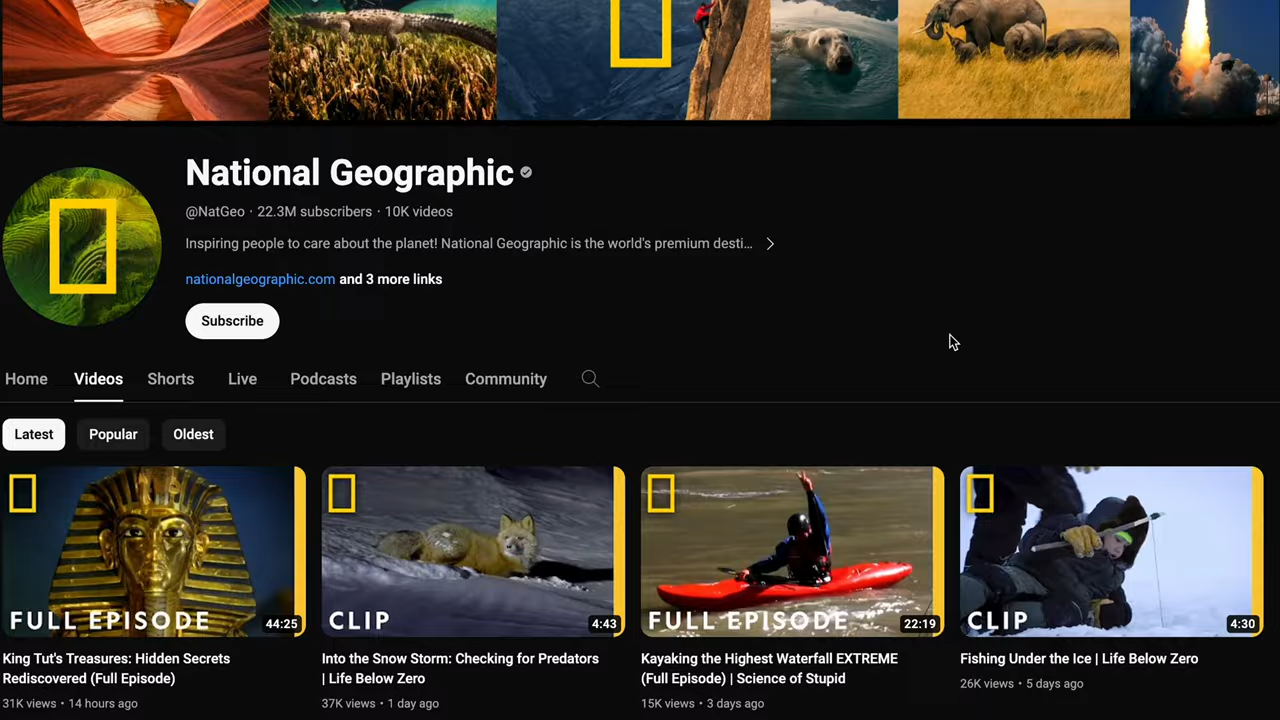 National Geographic
@NatGeo · 22.3M subscribers · 10K videos
Inspiring people to care about the planet! National Geographic is the world's premium desti...
nationalgeographic.com and 3 more links
Subscribe
Home Videos Shorts Live Podcasts Playlists Community
Latest Popular Oldest
FULL EPISODE 44:25 CLIP 4:43 FULL EPISODE 22:19 CLIP 4:30
King Tut's Treasures: Hidden Secrets
Rediscovered (Full Episode)
31K views • 14 hours ago
Into the Snow Storm: Checking for Predators
| Life Below Zero
37K views • 1 day ago
Kayaking the Highest Waterfall EXTREME
(Full Episode) | Science of Stupid
15K views • 3 days ago
Fishing Under the Ice | Life Below Zero
26K views • 5 days ago